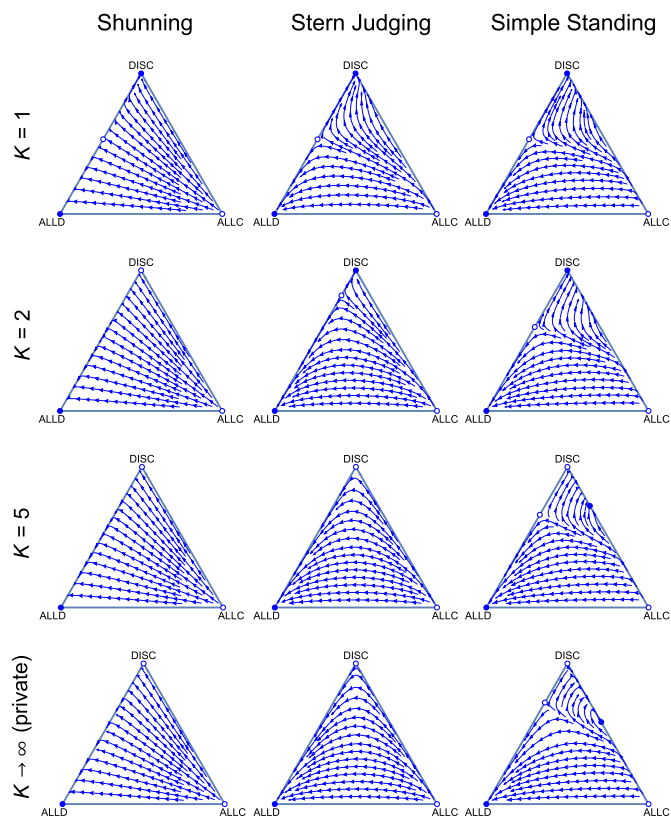 Shunning Stern Judging Simple Standing
K = 1
DISC DISC DISC
ALLD ALLC ALLD ALLC ALLD ALLC
K = 2
DISC DISC DISC
ALLD ALLC ALLD ALLC ALLD ALLC
K = 5
DISC DISC DISC
ALLD ALLC ALLD ALLC ALLD ALLC
K → ∞ (private)
DISC DISC DISC
ALLD ALLC ALLD ALLC ALLD ALLC